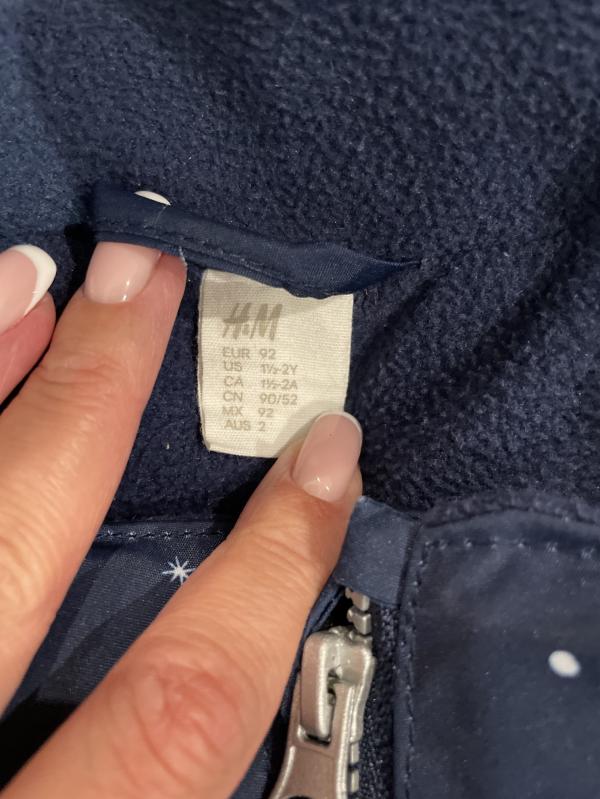 H&M
EUR 92
US 1½-2Y
CA 1½-2A
CN 90/52
MX 92
AUS 2